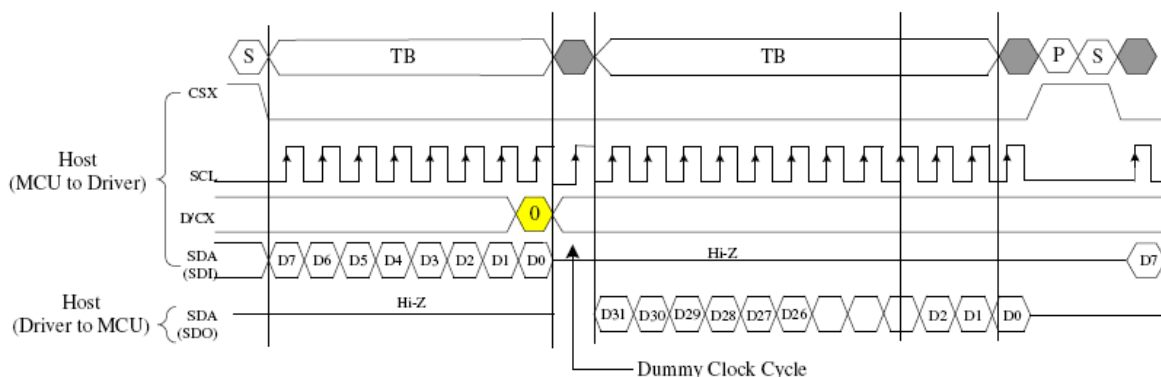 S TB TB P S
CSX
Host
(MCU to Driver)
SCL
D/CX 0
SDA
(SDI)
D7 D6 D5 D4 D3 D2 D1 D0 Hi-Z D7
Host
(Driver to MCU)
SDA
(SDO)
Hi-Z D31 D30 D29 D28 D27 D26 D2 D1 D0
Dummy Clock Cycle